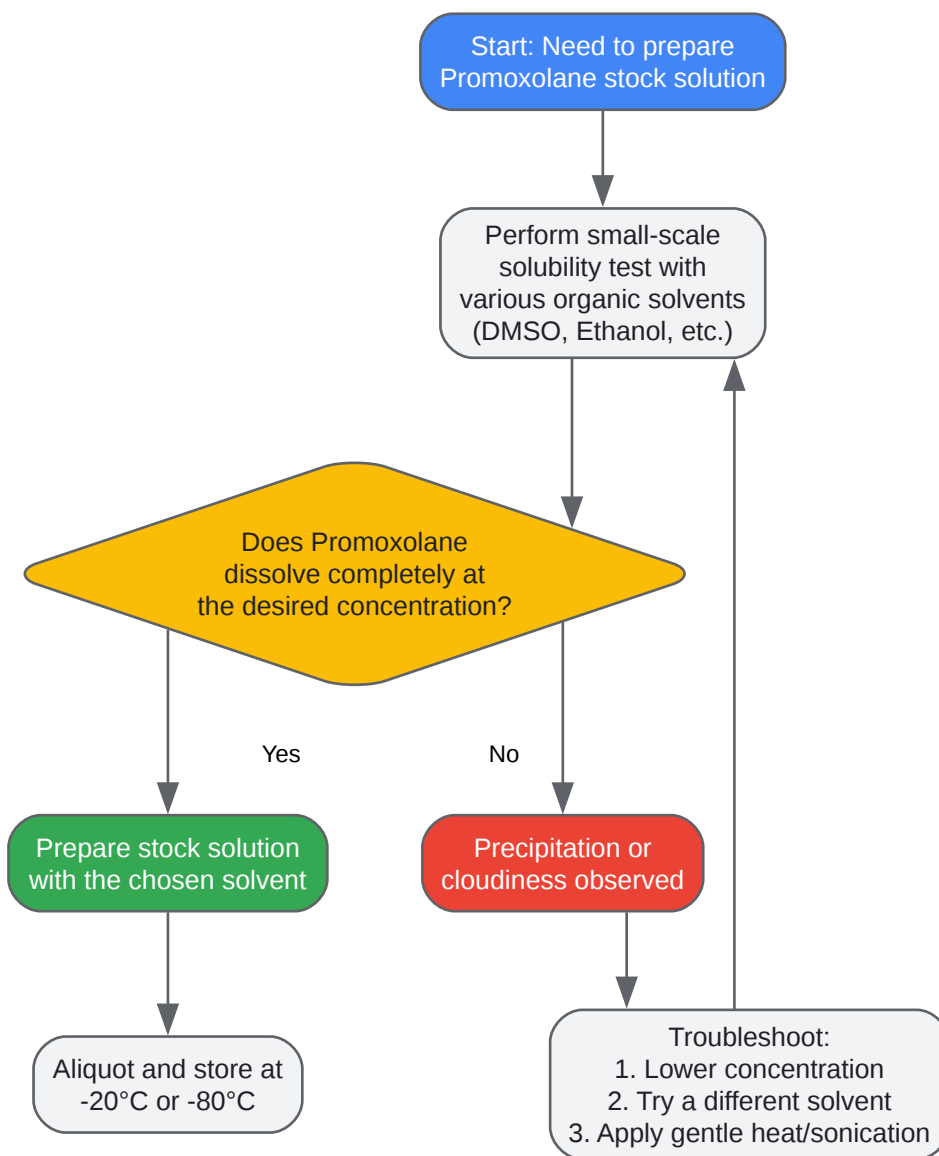 Start: Need to prepare
Promoxolane stock solution
Perform small-scale
solubility test with
various organic solvents
(DMSO, Ethanol, etc.)
Does Promoxolane
dissolve completely at
the desired concentration?
Yes
No
Prepare stock solution
with the chosen solvent
Precipitation or
cloudiness observed
Aliquot and store at
-20°C or -80°C
Troubleshoot:
1. Lower concentration
2. Try a different solvent
3. Apply gentle heat/sonication